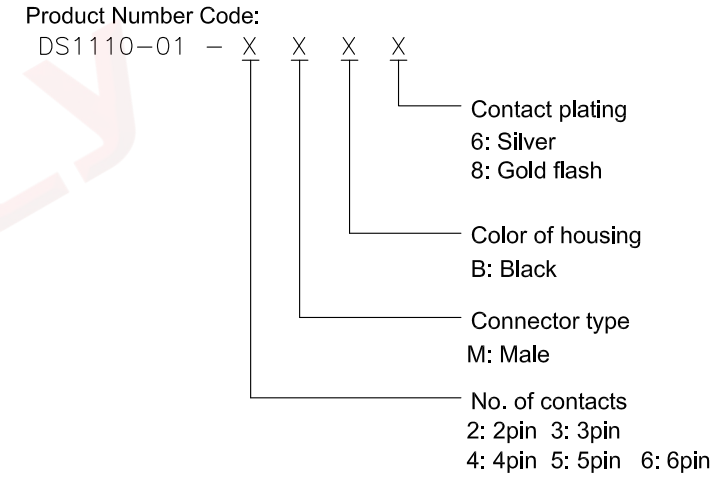 Product Number Code:
DS1110-01 - X X X X
Contact plating
6: Silver
8: Gold flash
Color of housing
B: Black
Connector type
M: Male
No. of contacts
2: 2pin 3: 3pin
4: 4pin 5: 5pin 6: 6pin